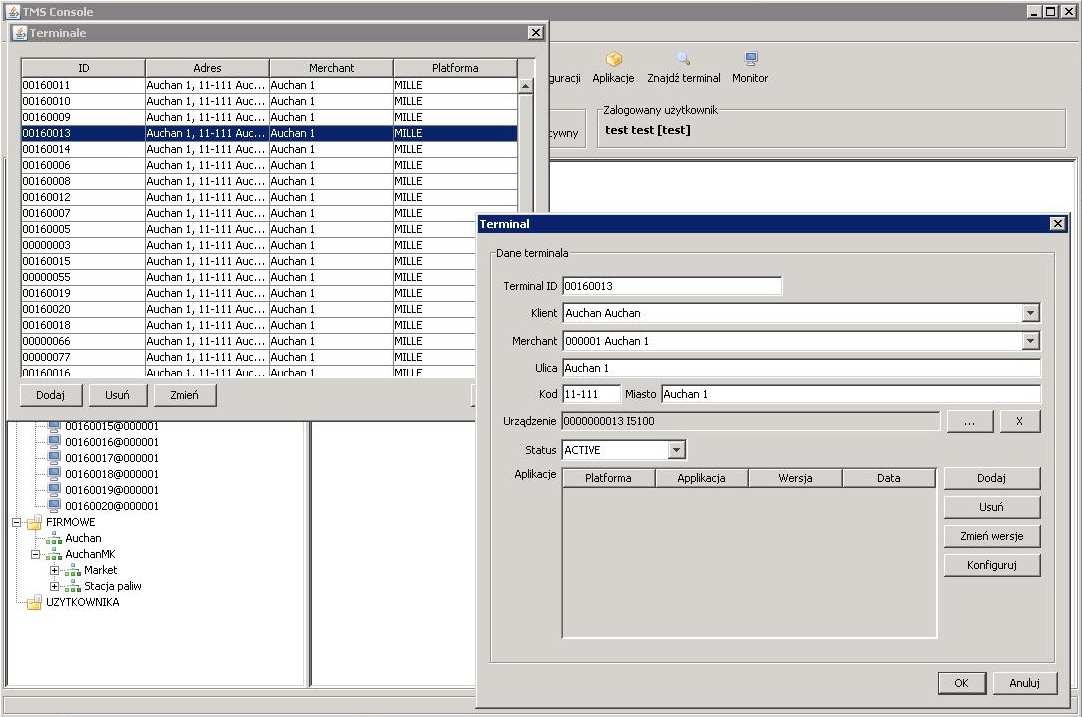 TMS Console
Terminale
ID Adres Merchant Platforma
00160011 Auchan 1, 11-111 Auc... Auchan 1 MILLE
00160010 Auchan 1, 11-111 Auc... Auchan 1 MILLE
00160009 Auchan 1, 11-111 Auc... Auchan 1 MILLE
00160013 Auchan 1, 11-111 Auc... Auchan 1 MILLE
00160014 Auchan 1, 11-111 Auc... Auchan 1 MILLE
00160006 Auchan 1, 11-111 Auc... Auchan 1 MILLE
00160008 Auchan 1, 11-111 Auc... Auchan 1 MILLE
00160012 Auchan 1, 11-111 Auc... Auchan 1 MILLE
00160007 Auchan 1, 11-111 Auc... Auchan 1 MILLE
00160005 Auchan 1, 11-111 Auc... Auchan 1 MILLE
00000003 Auchan 1, 11-111 Auc... Auchan 1 MILLE
00160015 Auchan 1, 11-111 Auc... Auchan 1 MILLE
00000055 Auchan 1, 11-111 Auc... Auchan 1 MILLE
00160019 Auchan 1, 11-111 Auc... Auchan 1 MILLE
00160020 Auchan 1, 11-111 Auc... Auchan 1 MILLE
00160018 Auchan 1, 11-111 Auc... Auchan 1 MILLE
00000066 Auchan 1, 11-111 Auc... Auchan 1 MILLE
00000077 Auchan 1, 11-111 Auc... Auchan 1 MILLE
00160016 Auchan 1, 11-111 Auc... Auchan 1 MILLE
Dodaj Usuń Zmień
guracji Aplikacje Znajdź terminal Monitor
Zalogowany użytkownik
tywny test test [test]
00160015@000001
00160016@000001
00160017@000001
00160018@000001
00160019@000001
00160020@000001
FIRMOWE
Auchan
AuchanMK
Market
Stacja paliw
UZYTKOWNIKA
Terminal
Dane terminala
Terminal ID 00160013
Klient Auchan Auchan
Merchant 000001 Auchan 1
Ulica Auchan 1
Kod 11-111 Miasto Auchan 1
Urządzenie 0000000013 I5100 ... X
Status ACTIVE
Aplikacje Platforma Applikacja Wersja Data
Dodaj
Usuń
Zmień wersje
Konfiguruj
OK Anuluj